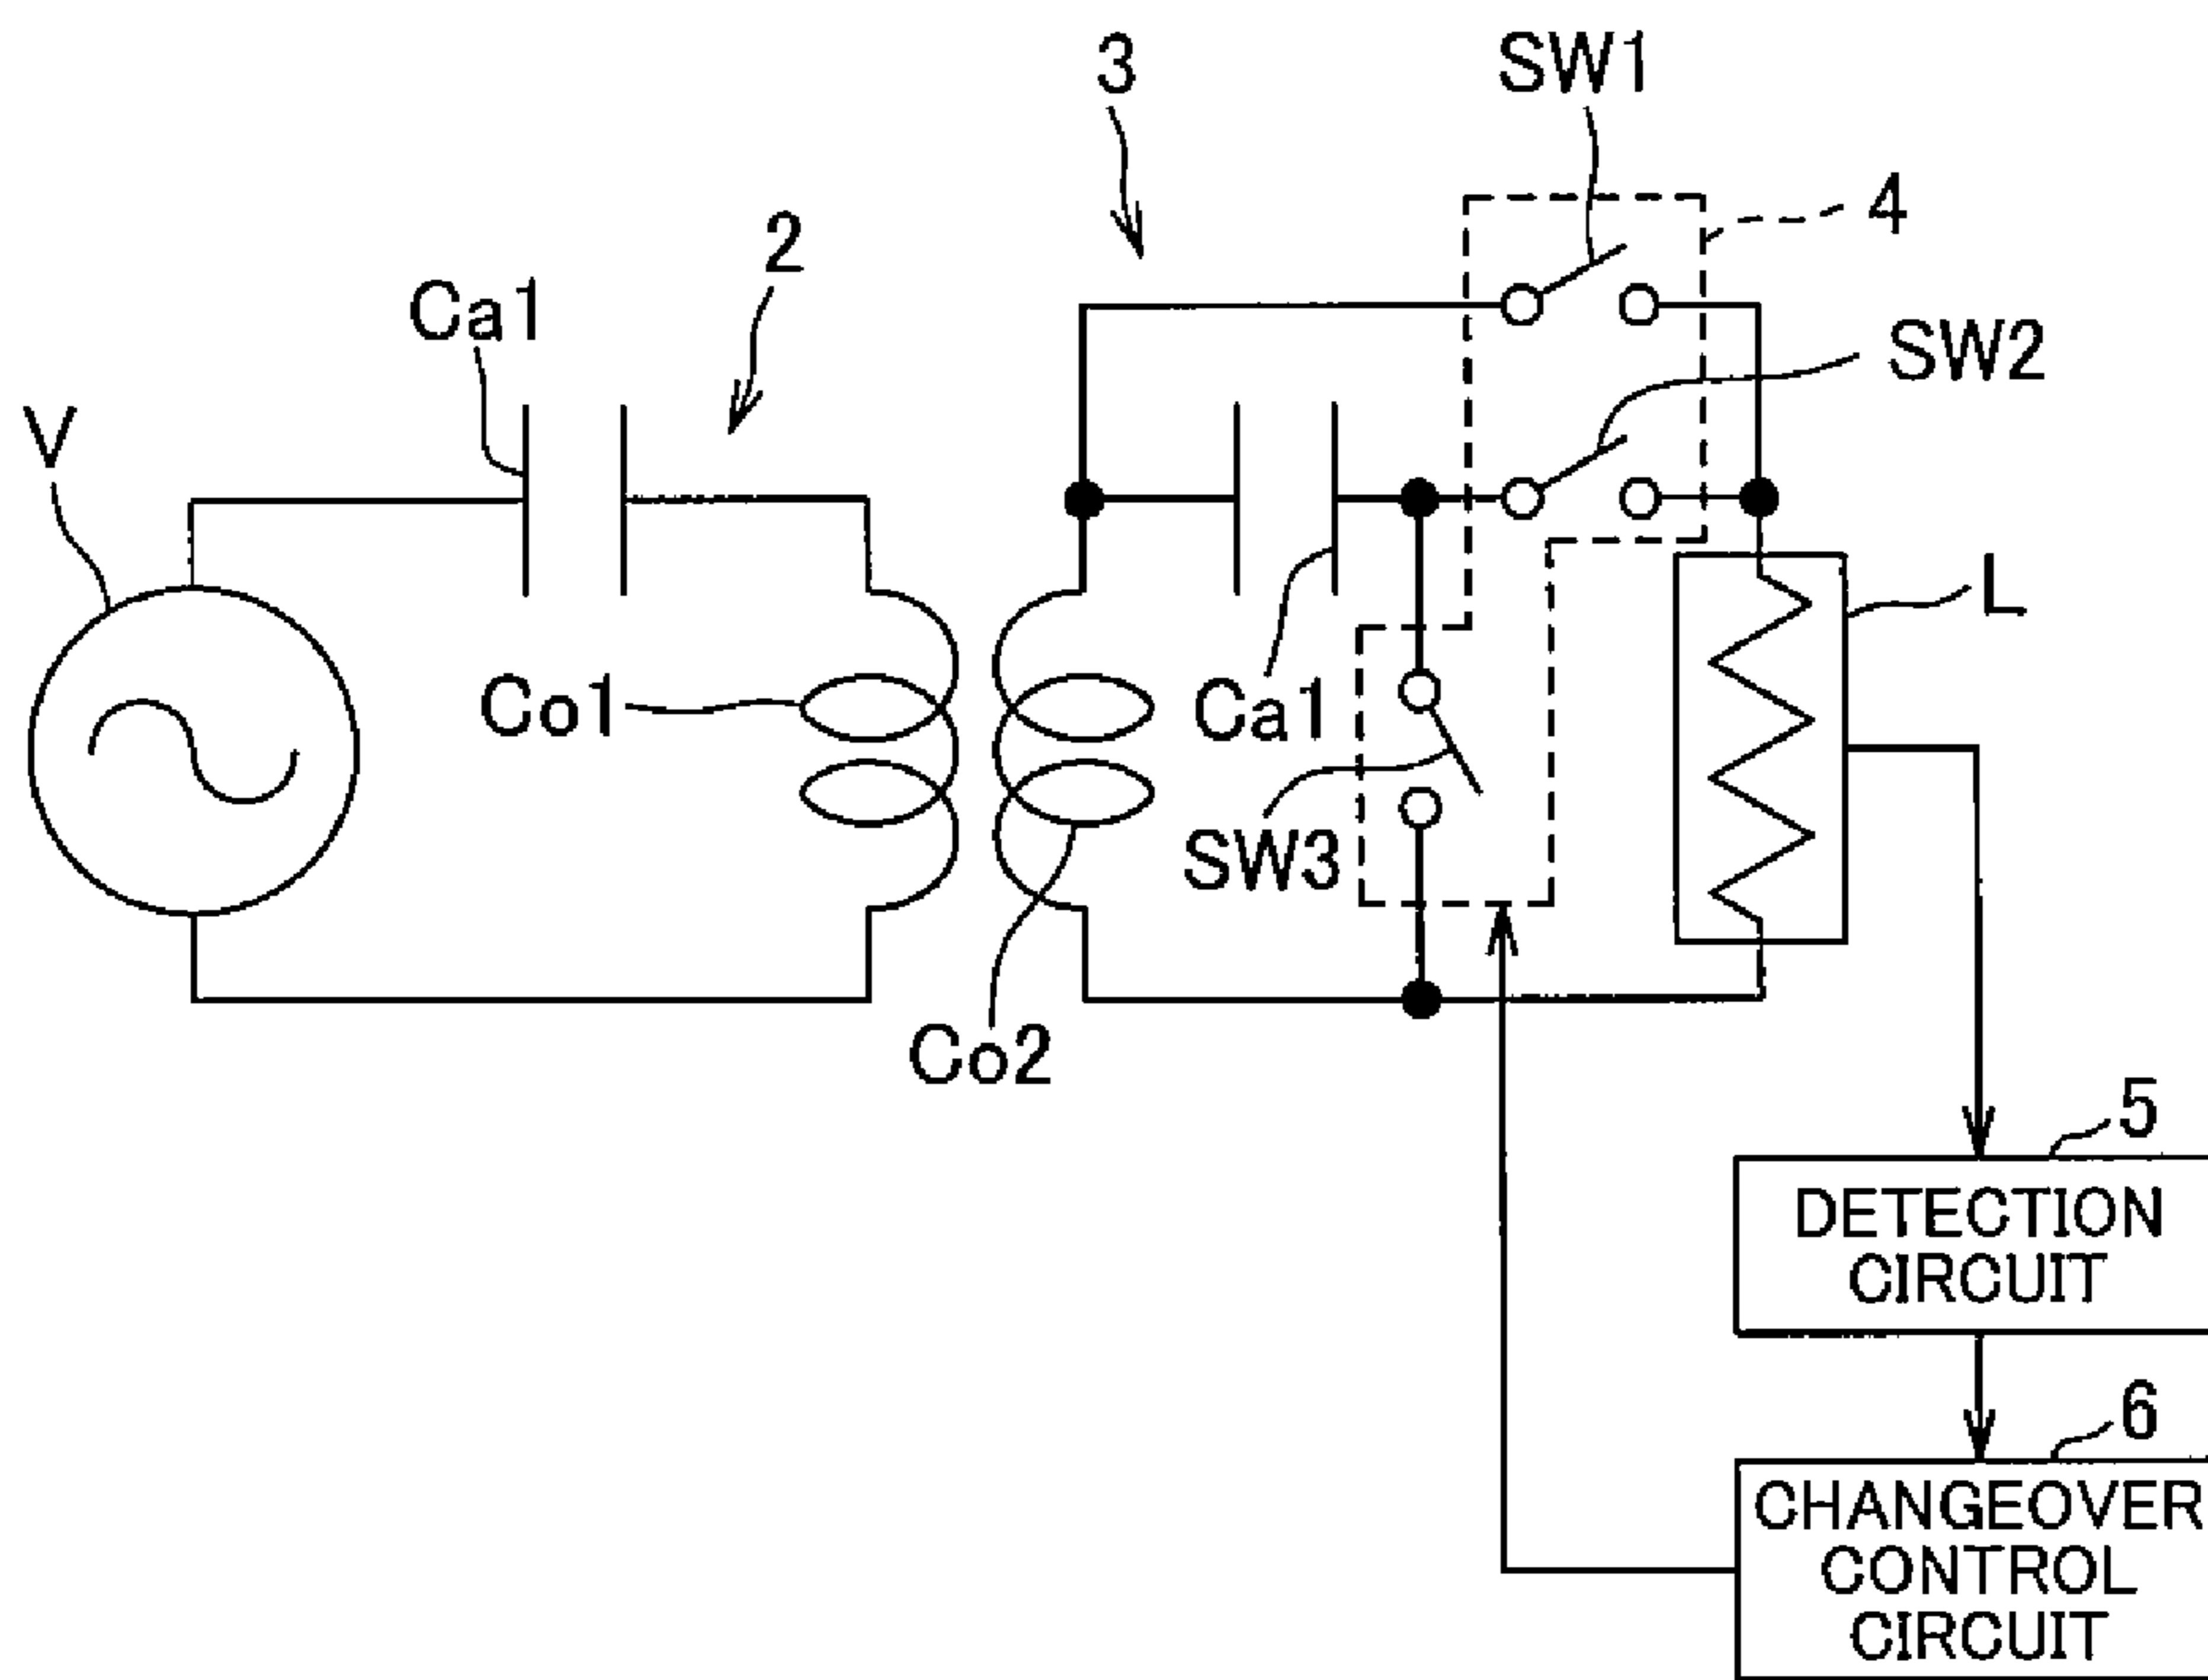 3
SW1
4
2
Ca1
SW2
V
L
Co1
Ca1
SW3
Co2
5
DETECTION
CIRCUIT
6
CHANGEOVER
CONTROL
CIRCUIT